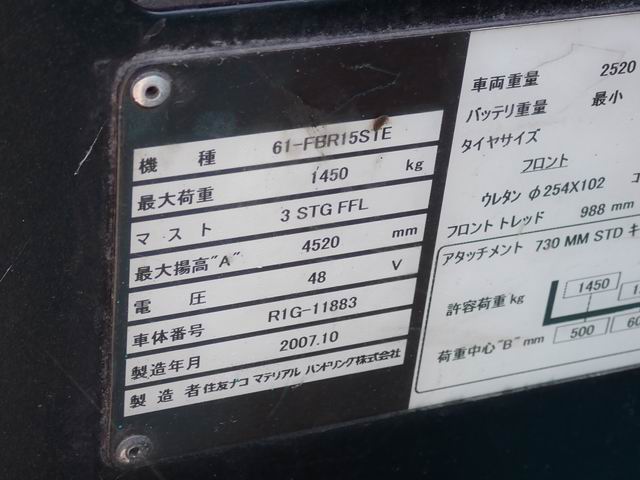 機 種 61-FBR15STE
最大荷重 1450 kg
マスト 3 STG FFL
最大揚高"A" 4520 mm
電 圧 48 V
車体番号 R1G-11883
製造年月 2007.10
製造者 住友ナコ マテリアル ハンドリング株式会社
車両重量 2520
バッテリ重量 最小
タイヤサイズ
フロント
ウレタン φ254X102
フロント トレッド 988 mm
アタッチメント 730 MM STD キ
許容荷重 kg 1450
荷重中心"B" mm 500 60